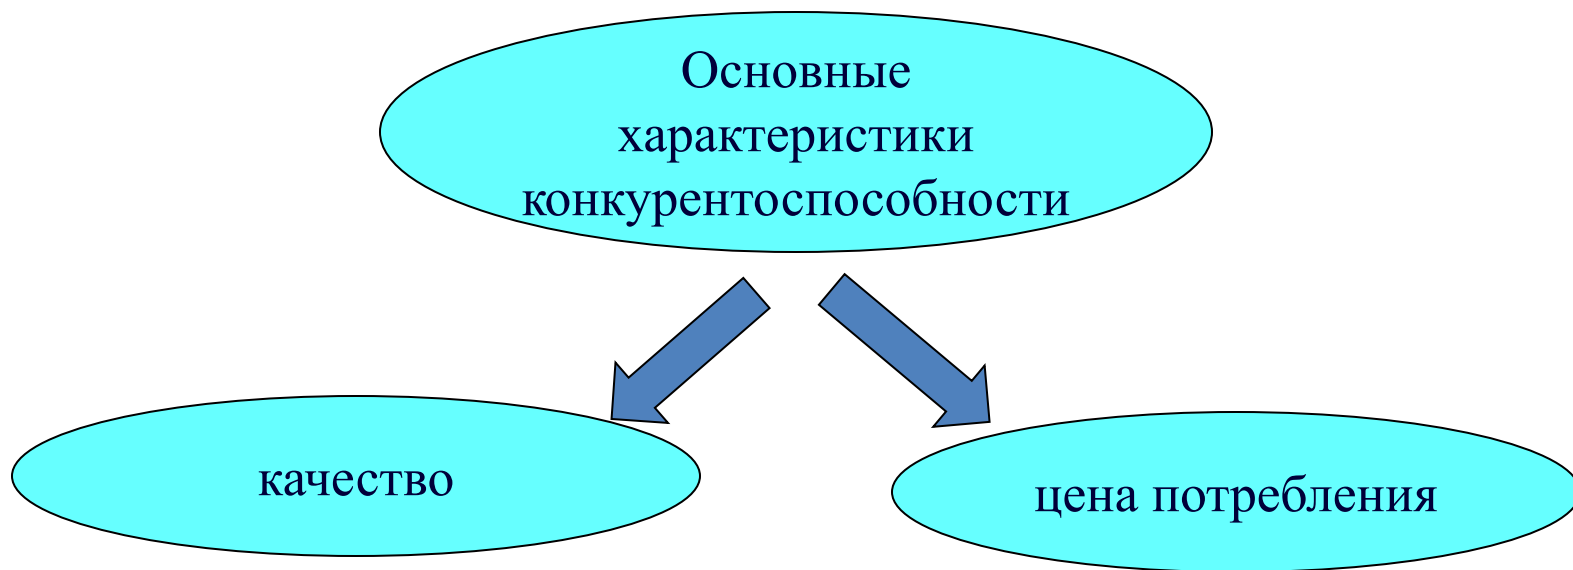 Основные
характеристики
конкурентоспособности
качество
цена потребления